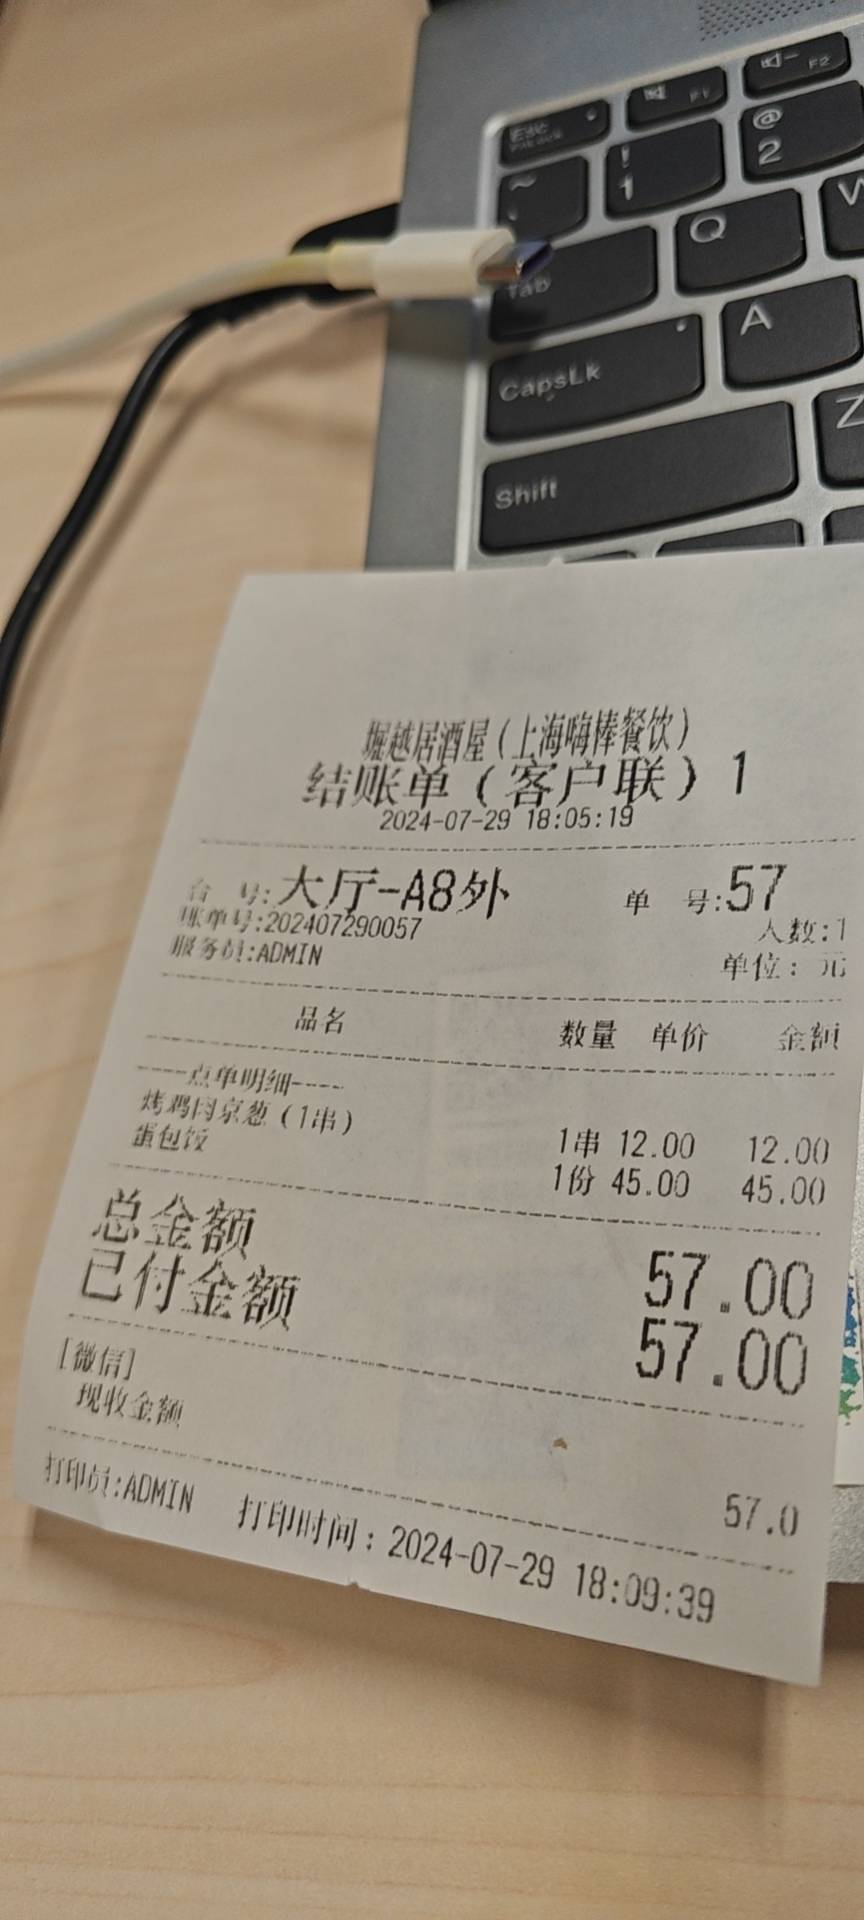 Esc
F1
F2
~
!
1
@
2
Tab
Q
W
CapsLk
A
Shift
Z
堀越居酒屋(上海嗨棒餐饮)
结账单(客户联)1
2024-07-29 18:05:19
台 号:大厅-A8外 单 号:57
账单号:202407290057 人数:1
服务员:ADMIN 单位: 元
品名 数量 单价 金额
----点单明细----
烤鸡肉京葱(1串) 1串 12.00 12.00
蛋包饭 1份 45.00 45.00
总金额 57.00
已付金额 57.00
[微信]
现收金额 57.0
打印员:ADMIN 打印时间:2024-07-29 18:09:39